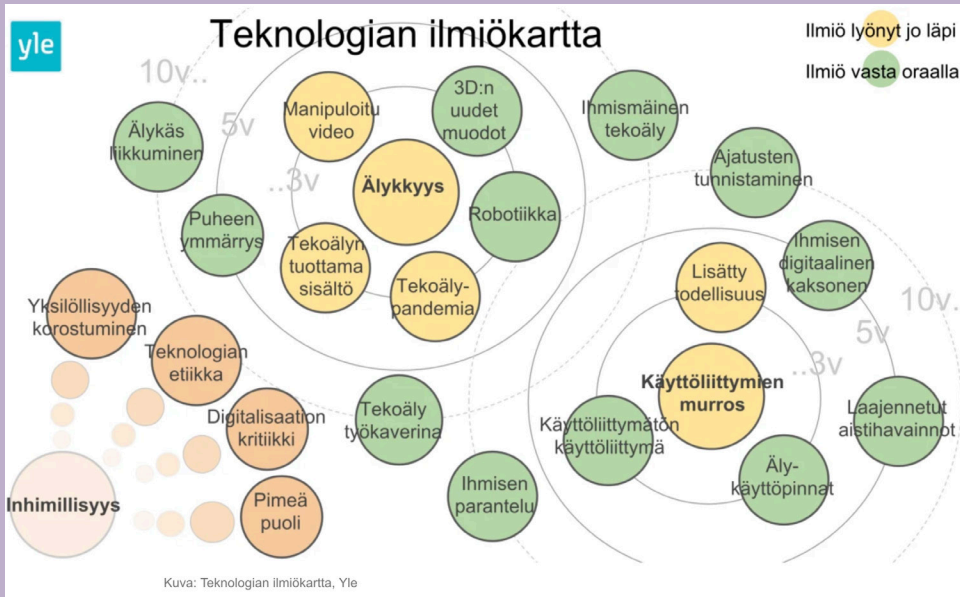 yle
Teknologian ilmiökartta
Ilmiö lyönyt jo läpi
Ilmiö vasta oraalla
10v..
5v
..3v
Älykäs
liikkuminen
Manipuloitu
video
3D:n
uudet
muodot
Ihmismäinen
tekoäly
Älykkyys
Ajatusten
tunnistaminen
Puheen
ymmärrys
Robotiikka
Tekoälyn
tuottama
sisältö
Tekoäly-
pandemia
Lisätty
todellisuus
Ihmisen
digitaalinen
kaksonen
10v..
5v
..3v
Yksilöllisyyden
korostuminen
Teknologian
etiikka
Digitalisaation
kritiikki
Tekoäly
työkaverina
Käyttöliittymien
murros
Käyttöliittymätön
käyttöliittymä
Laajennetut
aistihavainnot
Äly-
käyttöpinnat
Ihmisen
parantelu
Inhimillisyys
Pimeä
puoli
Kuva: Teknologian ilmiökartta, Yle